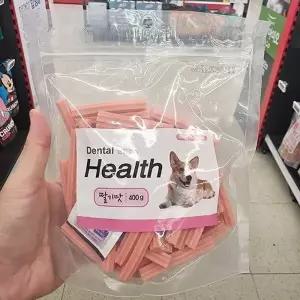 Dental
Health
딸기맛 400g